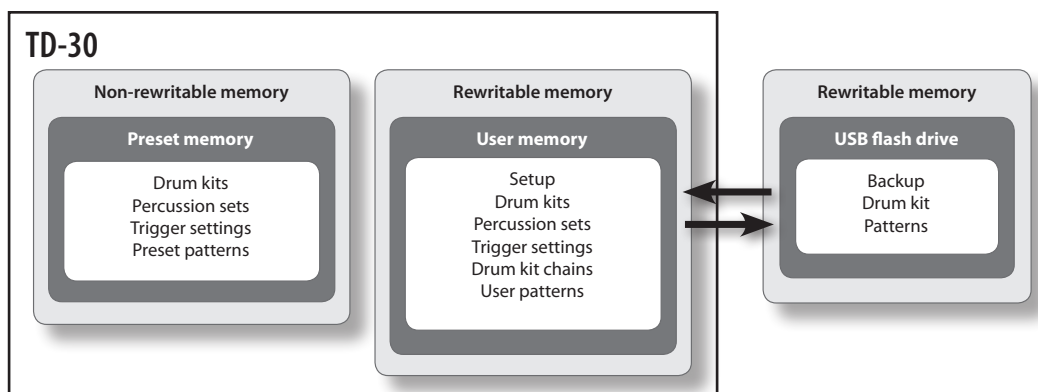 TD-30
Non-rewritable memory
Preset memory
Drum kits
Percussion sets
Trigger settings
Preset patterns
Rewritable memory
User memory
Setup
Drum kits
Percussion sets
Trigger settings
Drum kit chains
User patterns
Rewritable memory
USB flash drive
Backup
Drum kit
Patterns